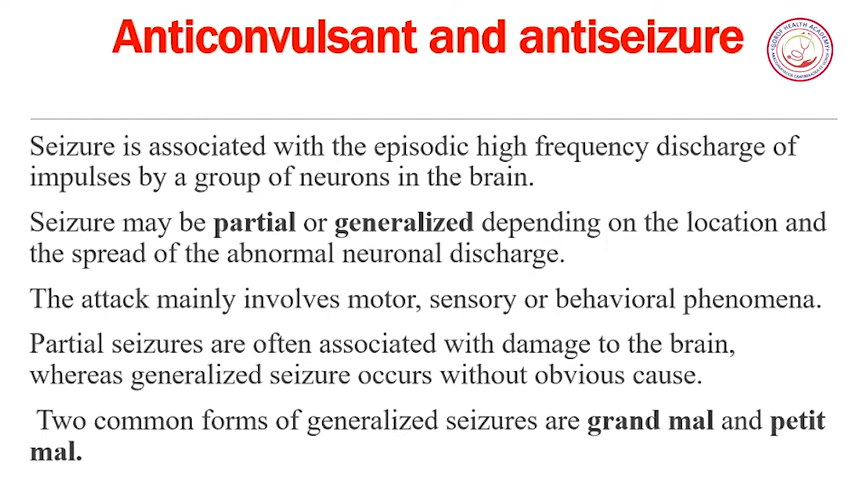 Anticonvulsant and antiseizure
Seizure is associated with the episodic high frequency discharge of
impulses by a group of neurons in the brain.
Seizure may be partial or generalized depending on the location and
the spread of the abnormal neuronal discharge.
The attack mainly involves motor, sensory or behavioral phenomena.
Partial seizures are often associated with damage to the brain,
whereas generalized seizure occurs without obvious cause.
Two common forms of generalized seizures are grand mal and petit
mal.